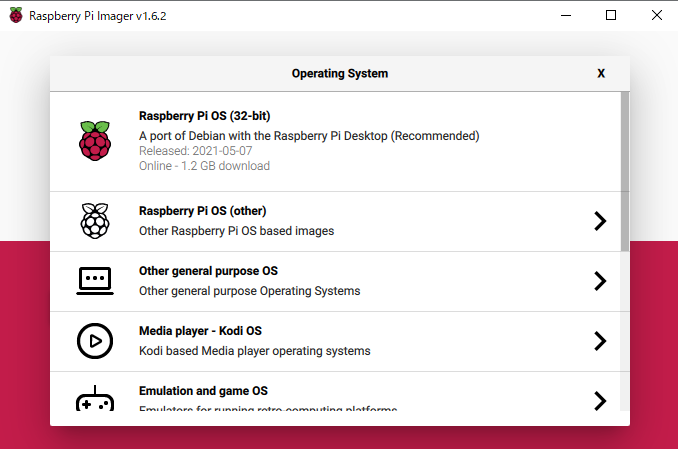 Raspberry Pi Imager v1.6.2
Operating System
X
Raspberry Pi OS (32-bit)
A port of Debian with the Raspberry Pi Desktop (Recommended)
Released: 2021-05-07
Online - 1.2 GB download
Raspberry Pi OS (other)
Other Raspberry Pi OS based images
Other general purpose OS
Other general purpose Operating Systems
Media player - Kodi OS
Kodi based Media player operating systems
Emulation and game OS
Emulators for running retro-computing platforms